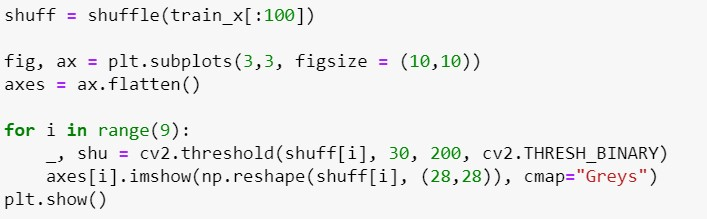 shuff = shuffle(train_x[:100])
fig, ax = plt.subplots(3,3, figsize = (10,10))
axes = ax.flatten()
for i in range(9):
    _, shu = cv2.threshold(shuff[i], 30, 200, cv2.THRESH_BINARY)
    axes[i].imshow(np.reshape(shuff[i], (28,28)), cmap="Greys")
plt.show()